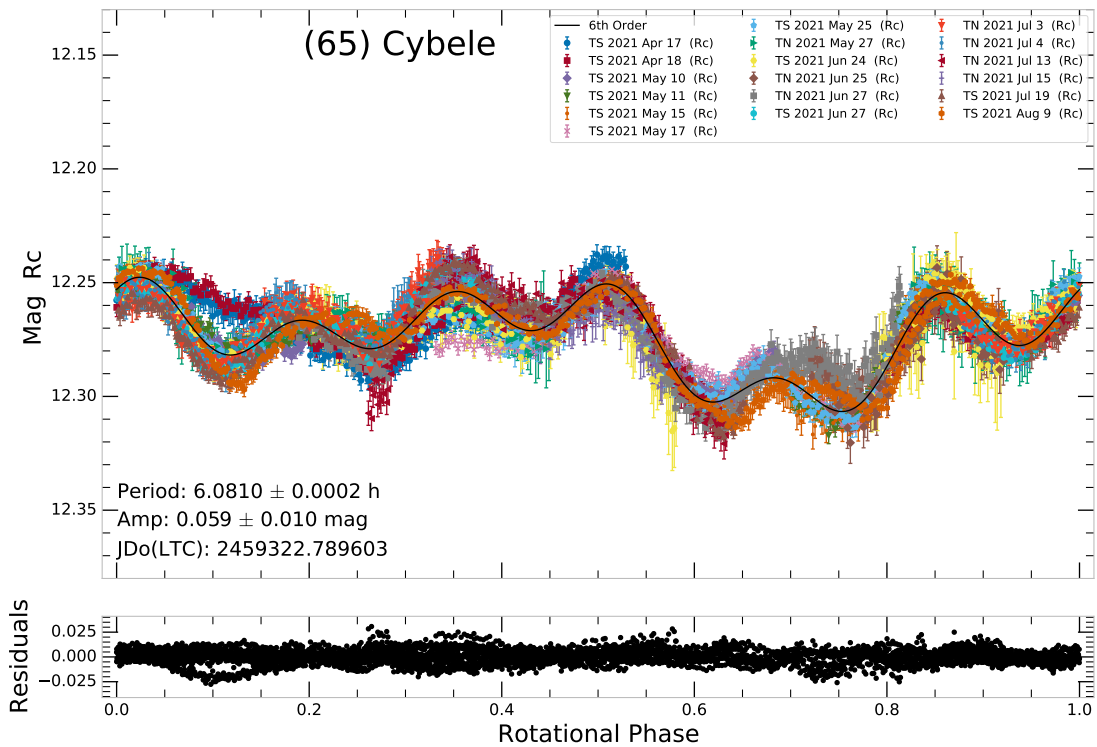 (65) Cybele
6th Order
TS 2021 Apr 17 (Rc)
TS 2021 Apr 18 (Rc)
TS 2021 May 10 (Rc)
TS 2021 May 11 (Rc)
TS 2021 May 15 (Rc)
TS 2021 May 17 (Rc)
TS 2021 May 25 (Rc)
TN 2021 May 27 (Rc)
TS 2021 Jun 24 (Rc)
TN 2021 Jun 25 (Rc)
TN 2021 Jun 27 (Rc)
TS 2021 Jun 27 (Rc)
TN 2021 Jul 3 (Rc)
TN 2021 Jul 4 (Rc)
TN 2021 Jul 13 (Rc)
TN 2021 Jul 15 (Rc)
TS 2021 Jul 19 (Rc)
TS 2021 Aug 9 (Rc)
Mag Rc
12.15
12.20
12.25
12.30
12.35
Period: 6.0810 ± 0.0002 h
Amp: 0.059 ± 0.010 mag
JDo(LTC): 2459322.789603
Residuals
0.025
0.000
−0.025
0.0 0.2 0.4 0.6 0.8 1.0
Rotational Phase